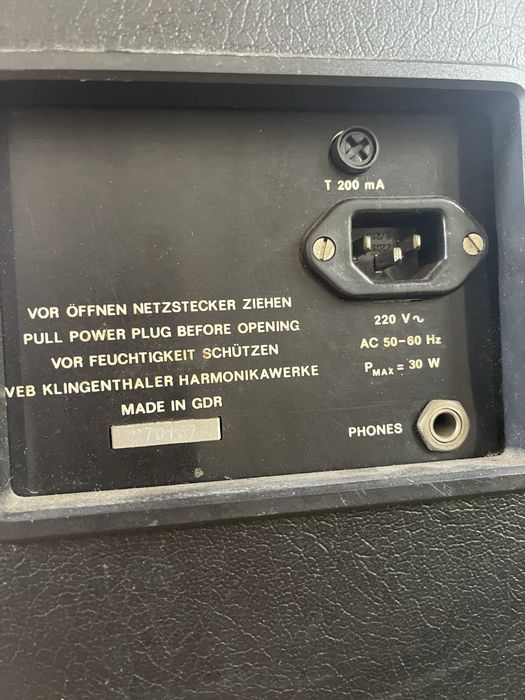 T 200 mA
VOR ÖFFNEN NETZSTECKER ZIEHEN
PULL POWER PLUG BEFORE OPENING
VOR FEUCHTIGKEIT SCHÜTZEN
VEB KLINGENTHALER HARMONIKAWERKE
MADE IN GDR
220 V ~
AC 50-60 Hz
PMAX = 30 W
PHONES